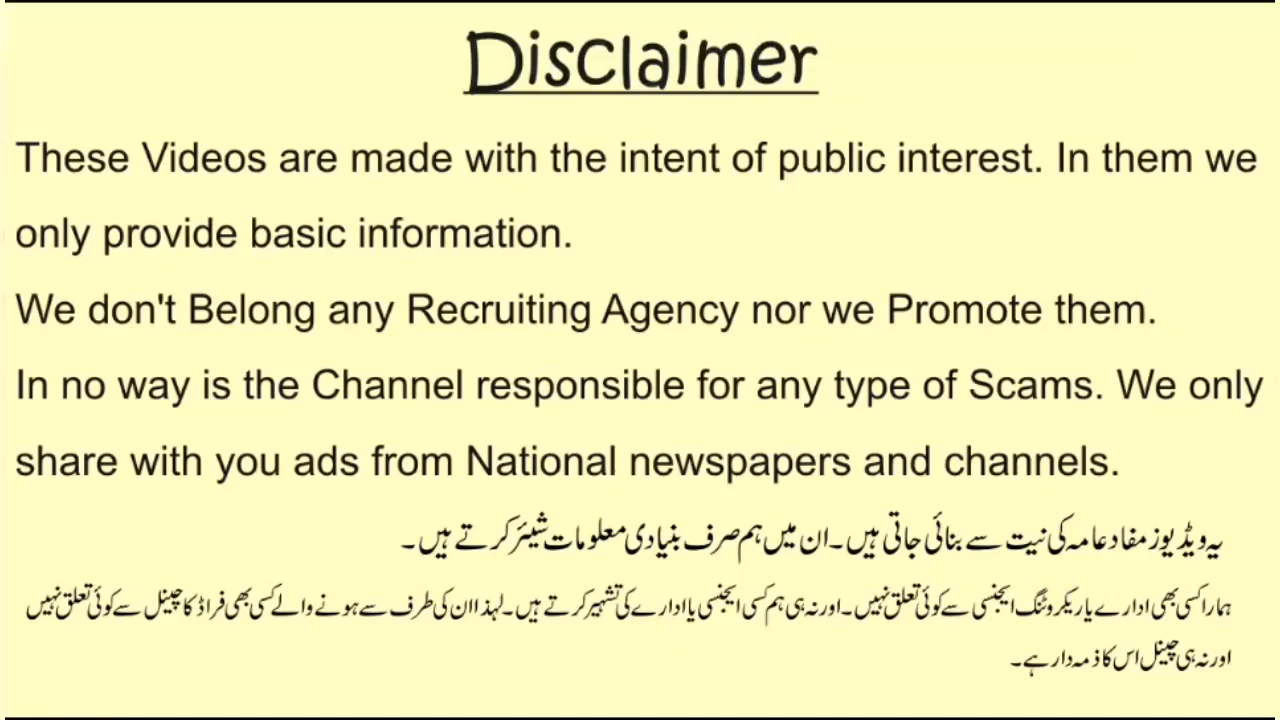 Disclaimer
These Videos are made with the intent of public interest. In them we
only provide basic information.
We don't Belong any Recruiting Agency nor we Promote them.
In no way is the Channel responsible for any type of Scams. We only
share with you ads from National newspapers and channels.
یہ ویڈیوز مفاد عامہ کی نیت سے بنائی جاتی ہیں۔ ان میں ہم صرف بنیادی معلومات شیئر کرتے ہیں۔
ہمارا کسی بھی ادارے یا ریکروٹنگ ایجنسی سے کوئی تعلق نہیں۔ اور نہ ہی ہم کسی ایجنسی یا ادارے کی تشہیر کرتے ہیں۔ لہذا ان کی طرف سے ہونے والے کسی بھی فراڈ کا چینل سے کوئی تعلق نہیں
اور نہ ہی چینل اس کا ذمہ دار ہے۔